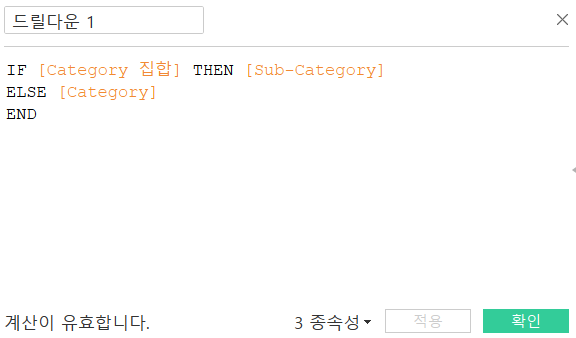 드릴다운 1
IF [Category 집합] THEN [Sub-Category]
ELSE [Category]
END
계산이 유효합니다. 3 종속성 적용 확인